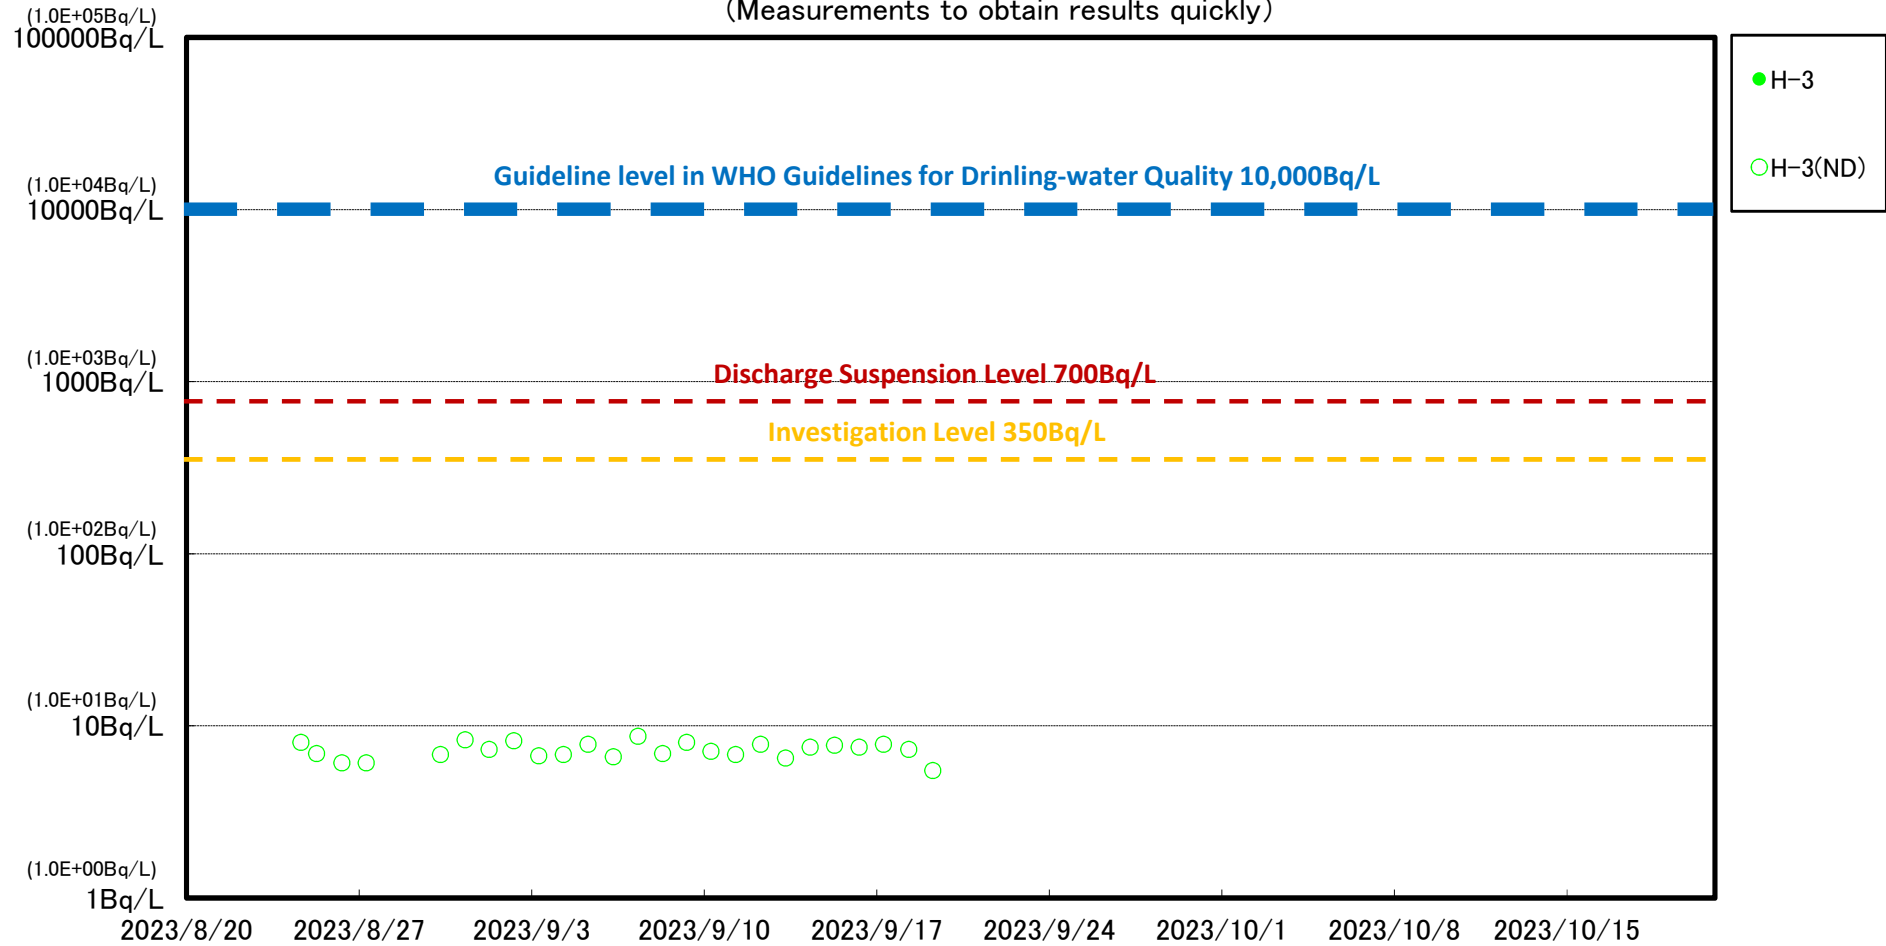 (Measurements to obtain results quickly)
(1.0E+05Bq/L)
100000Bq/L
H-3
H-3(ND)
Guideline level in WHO Guidelines for Drinling-water Quality 10,000Bq/L
(1.0E+04Bq/L)
10000Bq/L
(1.0E+03Bq/L)
1000Bq/L
Discharge Suspension Level 700Bq/L
Investigation Level 350Bq/L
(1.0E+02Bq/L)
100Bq/L
(1.0E+01Bq/L)
10Bq/L
(1.0E+00Bq/L)
1Bq/L
2023/8/20 2023/8/27 2023/9/3 2023/9/10 2023/9/17 2023/9/24 2023/10/1 2023/10/8 2023/10/15